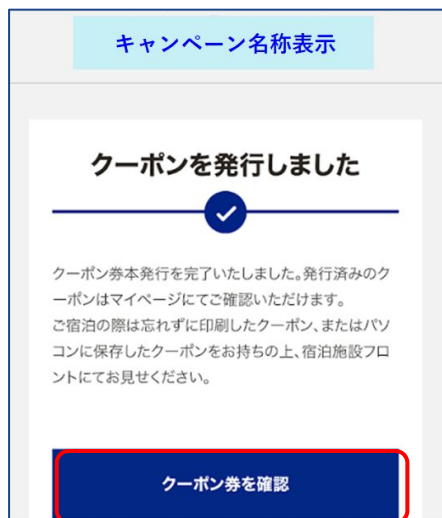 キャンペーン名称表示
クーポンを発行しました
クーポン券本発行を完了いたしました。発行済みのク
ーポンはマイページにてご確認いただけます。
ご宿泊の際は忘れずに印刷したクーポン、またはパソ
コンに保存したクーポンをお持ちの上、宿泊施設フロ
ントにてお見せください。
クーポン券を確認